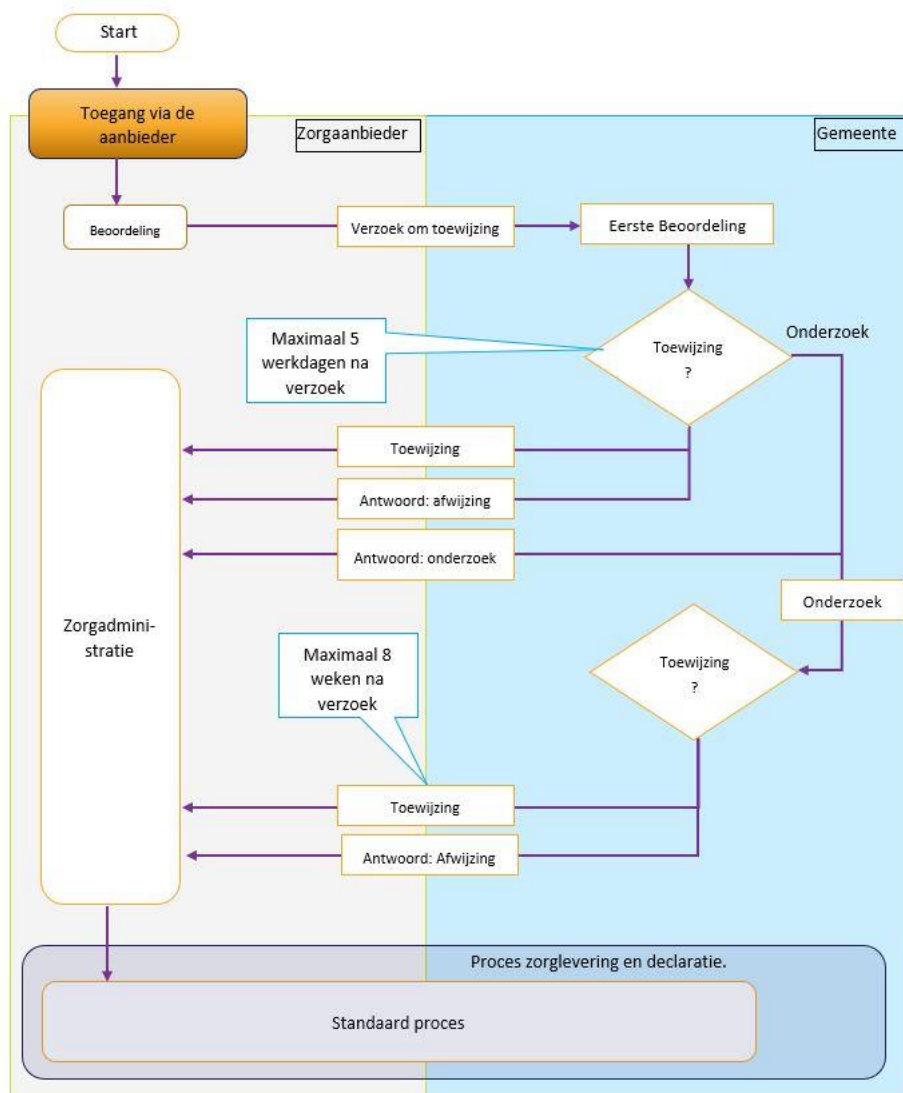 Start
Toegang via de
aanbieder
Zorgaanbieder
Gemeente
Beoordeling
Verzoek om toewijzing
Eerste Beoordeling
Maximaal 5
werkdagen na
verzoek
Toewijzing
?
Onderzoek
Toewijzing
Antwoord: afwijzing
Antwoord: onderzoek
Onderzoek
Zorgadmini-
stratie
Maximaal 8
weken na
verzoek
Toewijzing
?
Toewijzing
Antwoord: Afwijzing
Proces zorglevering en declaratie.
Standaard proces